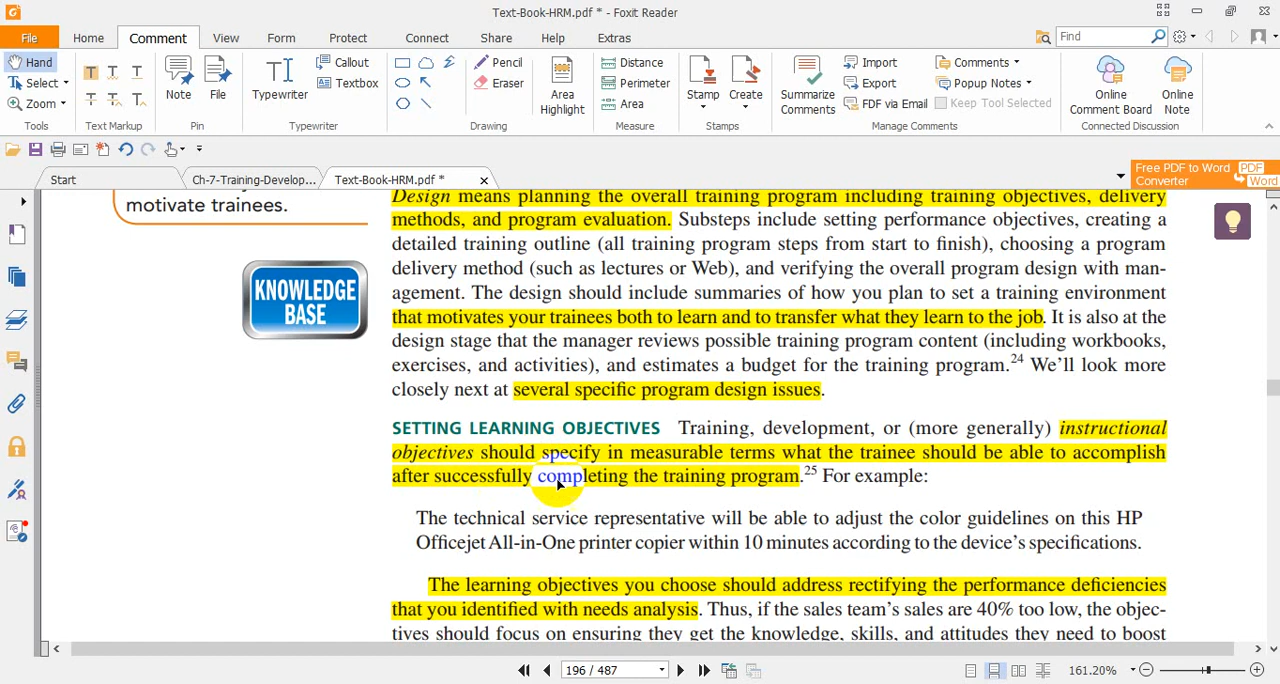 Text-Book-HRM.pdf * - Foxit Reader
File Home Comment View Form Protect Connect Share Help Extras
Find
Hand
Select
Zoom
Tools
Text Markup
Note
File
Pin
Typewriter
Callout
Textbox
Typewriter
Pencil
Eraser
Drawing
Area
Highlight
Distance
Perimeter
Area
Measure
Stamp
Create
Stamps
Summarize
Comments
Import
Export
FDF via Email
Comments
Popup Notes
Keep Tool Selected
Manage Comments
Online
Comment Board
Online
Note
Connected Discussion
Start
Ch-7-Training-Develop...
Text-Book-HRM.pdf *
Free PDF to Word
Converter
PDF
Word
motivate trainees.
KNOWLEDGE
BASE
Design means planning the overall training program including training objectives, delivery
methods, and program evaluation. Substeps include setting performance objectives, creating a
detailed training outline (all training program steps from start to finish), choosing a program
delivery method (such as lectures or Web), and verifying the overall program design with man-
agement. The design should include summaries of how you plan to set a training environment
that motivates your trainees both to learn and to transfer what they learn to the job. It is also at the
design stage that the manager reviews possible training program content (including workbooks,
exercises, and activities), and estimates a budget for the training program.24 We'll look more
closely next at several specific program design issues.
SETTING LEARNING OBJECTIVES Training, development, or (more generally) instructional
objectives should specify in measurable terms what the trainee should be able to accomplish
after successfully completing the training program.25 For example:
The technical service representative will be able to adjust the color guidelines on this HP
Officejet All-in-One printer copier within 10 minutes according to the device's specifications.
The learning objectives you choose should address rectifying the performance deficiencies
that you identified with needs analysis. Thus, if the sales team's sales are 40% too low, the objec-
tives should focus on ensuring they get the knowledge, skills, and attitudes they need to boost
196 / 487
161.20%